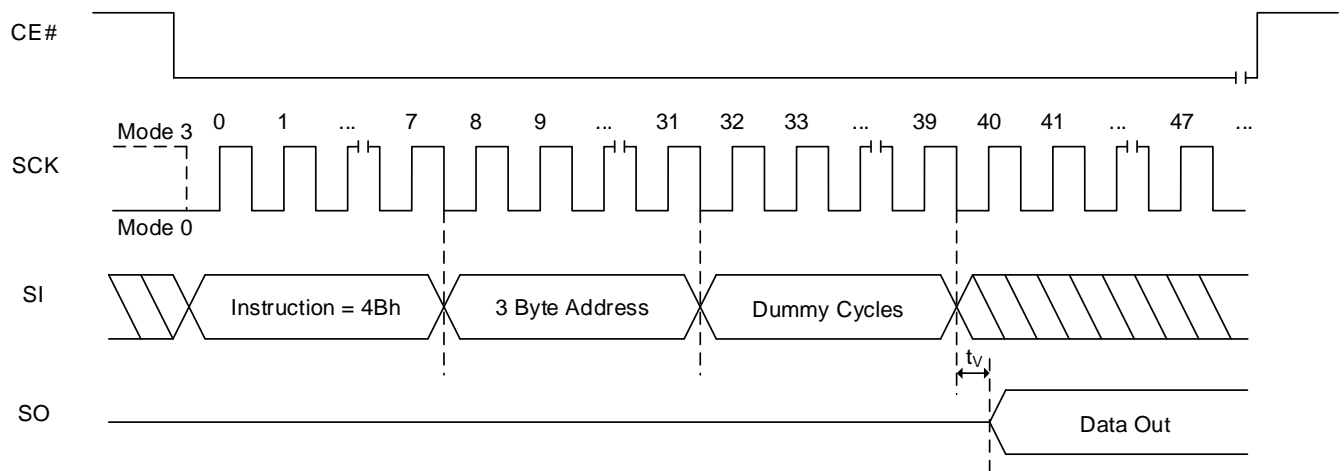 CE#
0 1 ... 7 8 9 ... 31 32 33 ... 39 40 41 ... 47 ...
Mode 3
SCK
Mode 0
SI Instruction = 4Bh 3 Byte Address Dummy Cycles
tV
SO Data Out